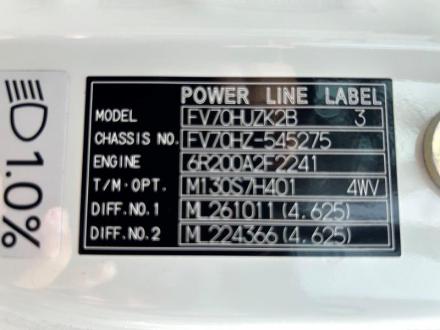 POWER LINE LABEL
MODEL FV70HUZK2B 3
CHASSIS NO. FV70HZ-545275
ENGINE 6R200A2F2241
T/M·OPT. M130S7H401 4WV
DIFF.NO.1 ML261011(4.625)
DIFF.NO.2 ML224366(4.625)
1.0%